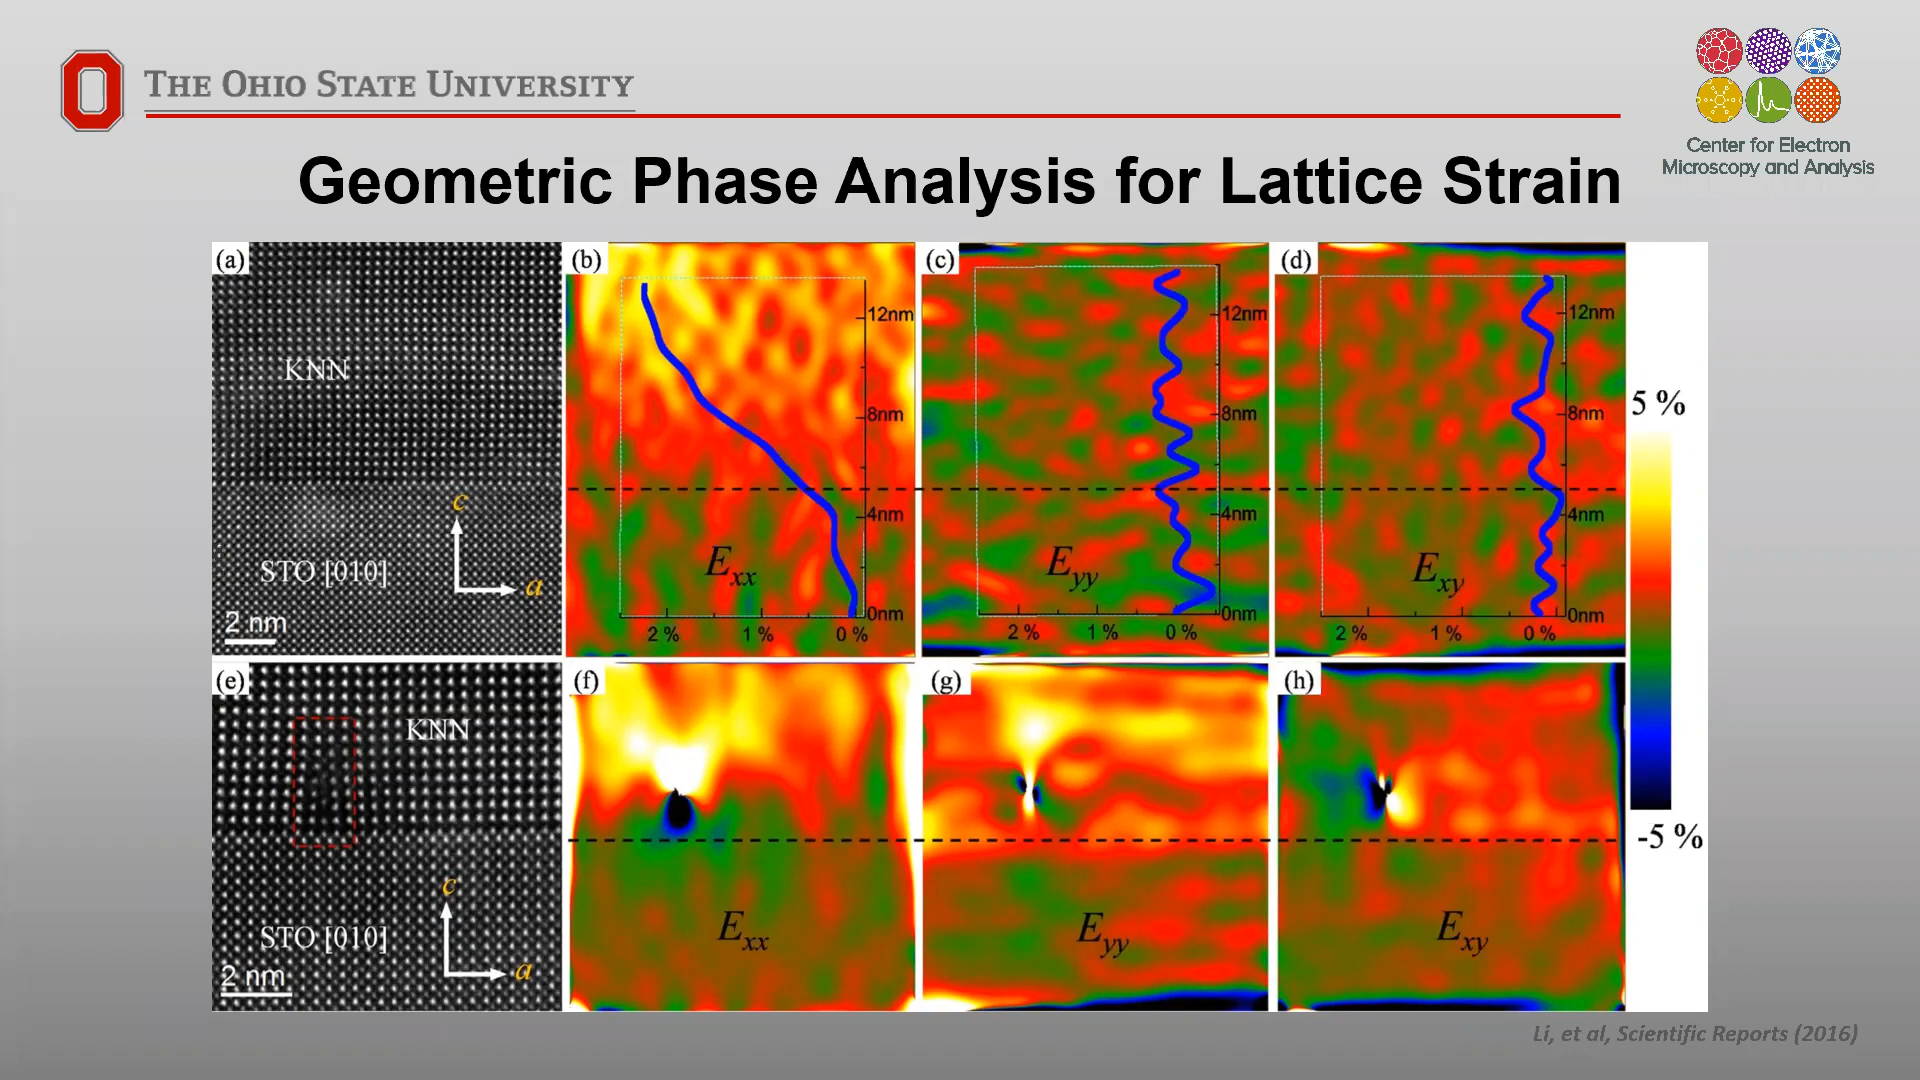 THE OHIO STATE UNIVERSITY
Center for Electron
Microscopy and Analysis
Geometric Phase Analysis for Lattice Strain
(a)
KNN
c
STO [010]
a
2 nm
(b)
12nm
8nm
4nm
0nm
Exx
2 %
1 %
0 %
(c)
12nm
8nm
4nm
0nm
Eyy
2 %
1 %
0 %
(d)
12nm
8nm
4nm
0nm
Exy
2 %
1 %
0 %
5 %
-5 %
(e)
KNN
c
STO [010]
a
2 nm
(f)
Exx
(g)
Eyy
(h)
Exy
Li, et al, Scientific Reports (2016)